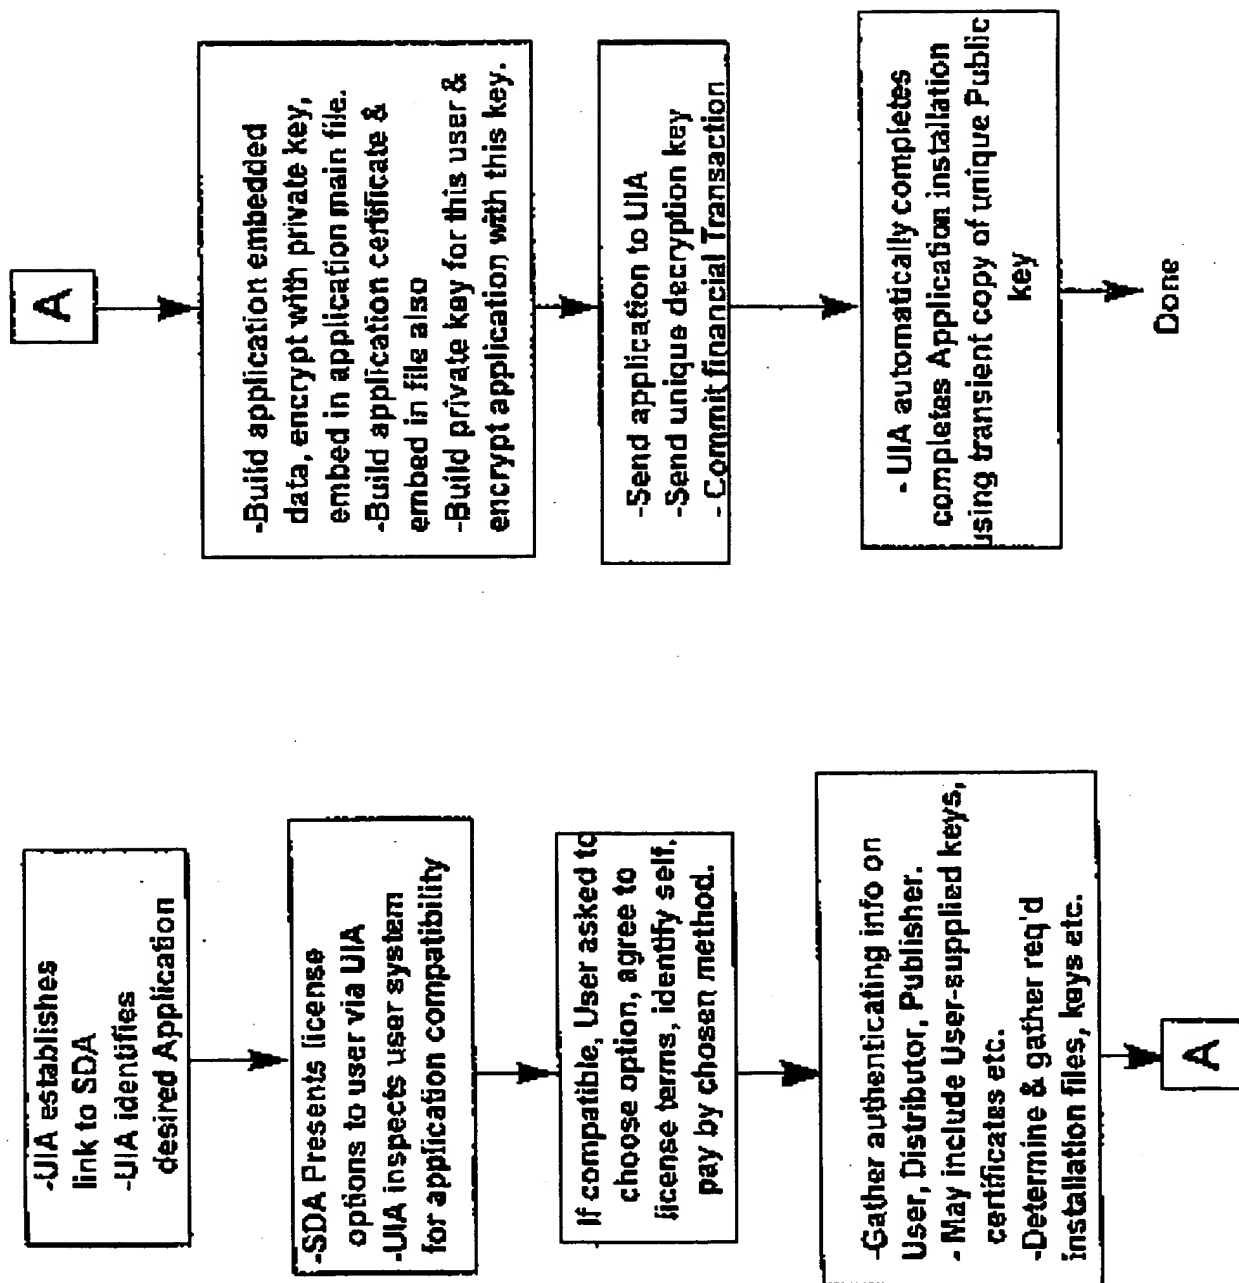 -UIA establishes
link to SDA
-UIA identifies
desired Application
-SDA Presents license
options to user via UIA
-UIA inspects user system
for application compatibility
If compatible, User asked to
choose option, agree to
license terms, identify self,
pay by chosen method.
-Gather authenticating info on
User, Distributor, Publisher.
- May include User-supplied keys,
certificates etc.
-Determine & gather req'd
installation files, keys etc.
A
A
-Build application embedded
data, encrypt with private key,
embed in application main file.
-Build application certificate &
embed in file also
-Build private key for this user &
encrypt application with this key.
-Send application to UIA
-Send unique decryption key
- Commit financial Transaction
- UIA automatically completes
completes Application installation
using transient copy of unique Public
key
Done